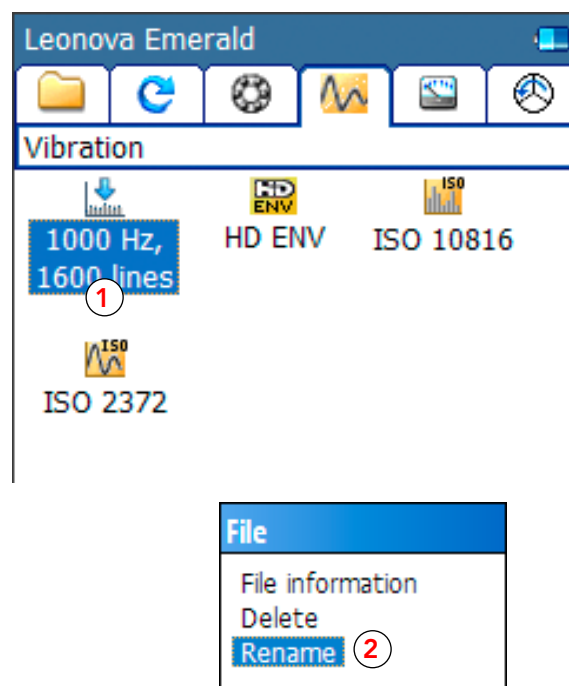 Leonova Emerald
Vibration
HD
ENV
ISO
1000 Hz,
1600 lines
HD ENV
ISO 10816
1
ISO
ISO 2372
File
File information
Delete
Rename
2